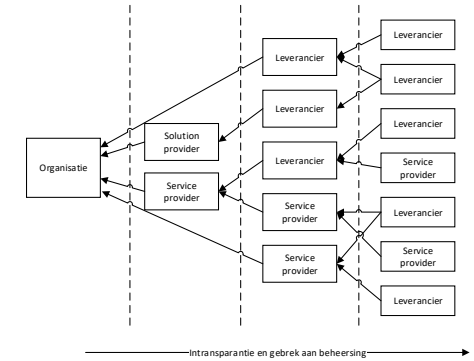 Organisatie
Solution
provider
Service
provider
Leverancier
Leverancier
Leverancier
Service
provider
Service
provider
Leverancier
Leverancier
Leverancier
Service
provider
Leverancier
Service
provider
Leverancier
Intransparantie en gebrek aan beheersing